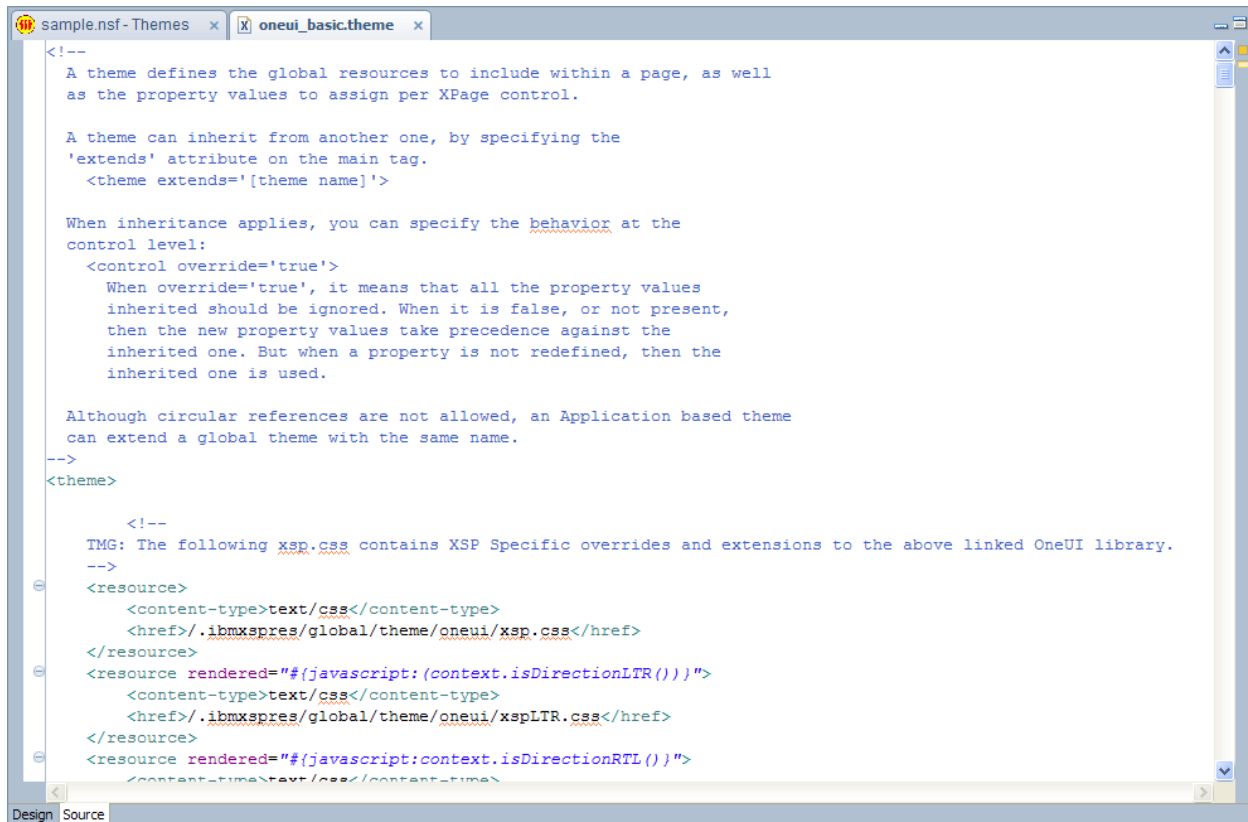 sample.nsf - Themes
oneui_basic.theme
<!--
A theme defines the global resources to include within a page, as well
as the property values to assign per XPage control.
A theme can inherit from another one, by specifying the
'extends' attribute on the main tag.
<theme extends='[theme name]'>
When inheritance applies, you can specify the behavior at the
control level:
<control override='true'>
When override='true', it means that all the property values
inherited should be ignored. When it is false, or not present,
then the new property values take precedence against the
inherited one. But when a property is not redefined, then the
inherited one is used.
Although circular references are not allowed, an Application based theme
can extend a global theme with the same name.
-->
<theme>
<!--
TMG: The following xsp.css contains XSP Specific overrides and extensions to the above linked OneUI library.
-->
<resource>
<content-type>text/css</content-type>
<href>/.ibmxspres/global/theme/oneui/xsp.css</href>
</resource>
<resource rendered="#{javascript:(context.isDirectionLTR())}">
<content-type>text/css</content-type>
<href>/.ibmxspres/global/theme/oneui/xspLTR.css</href>
</resource>
<resource rendered="#{javascript:context.isDirectionRTL()}">
<content-type>text/css</content-type>
Design Source